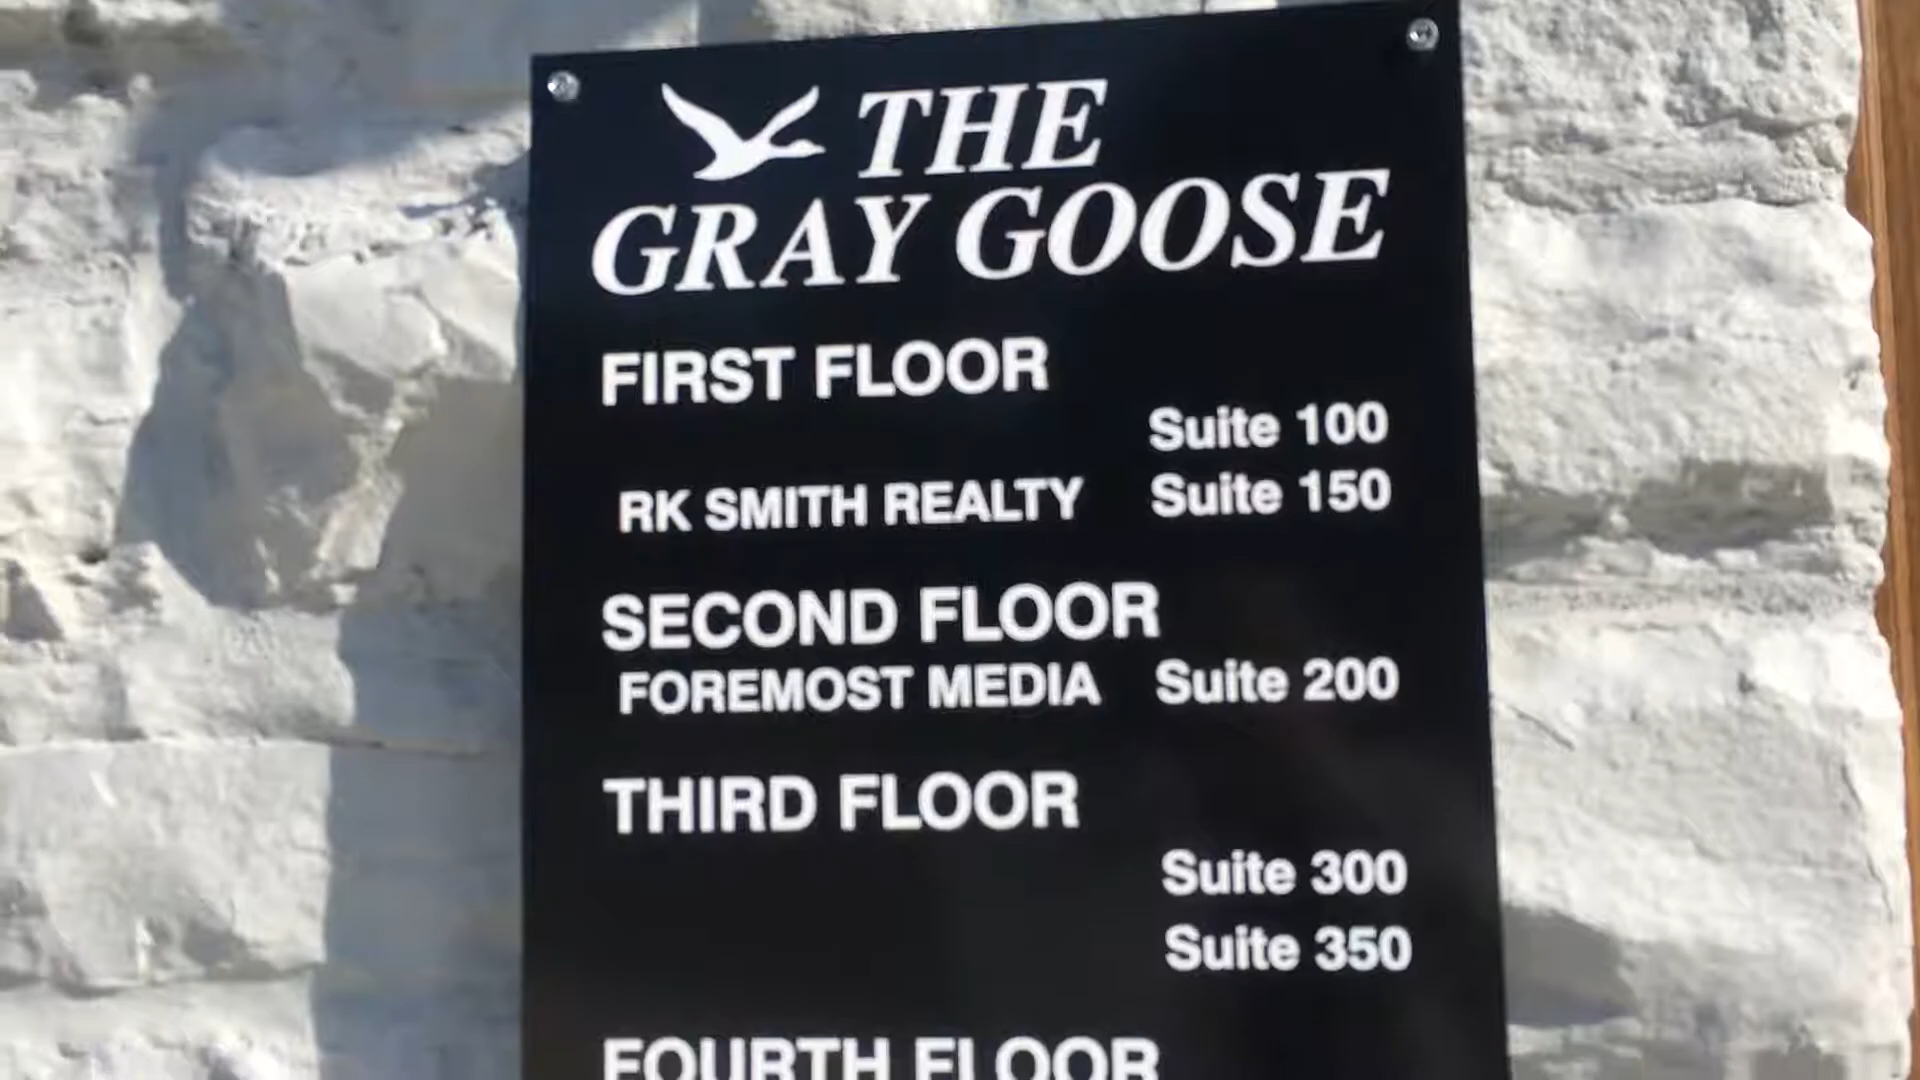 THE
GRAY GOOSE
FIRST FLOOR
Suite 100
RK SMITH REALTY Suite 150
SECOND FLOOR
FOREMOST MEDIA Suite 200
THIRD FLOOR
Suite 300
Suite 350
FOURTH FLOOR